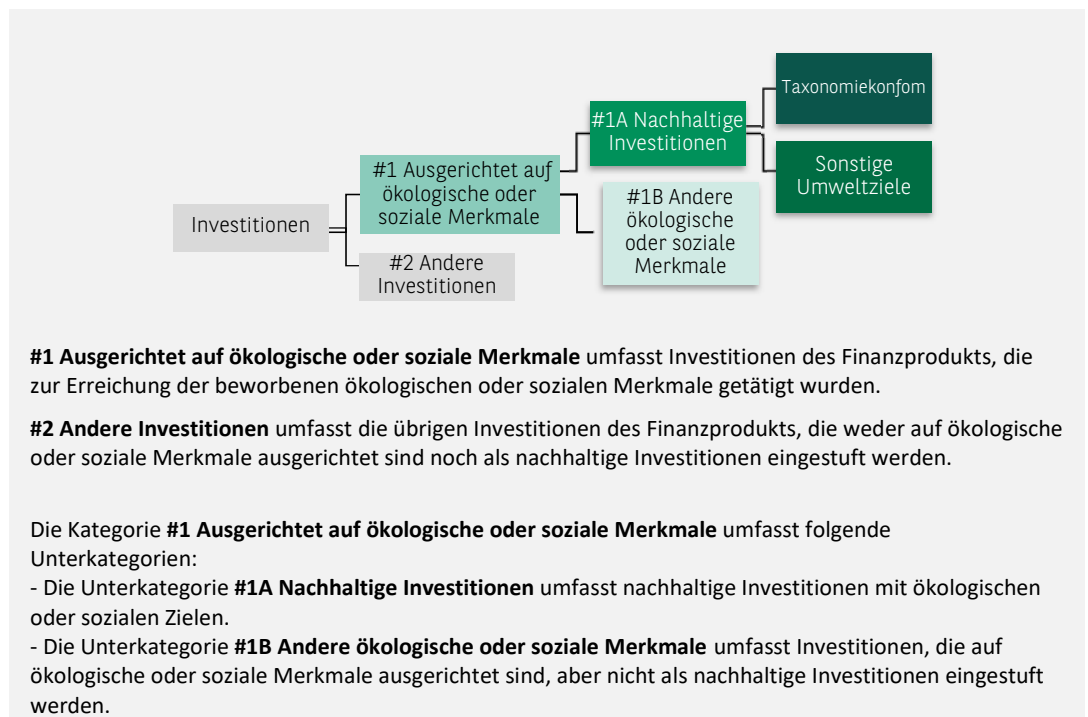 Taxonomiekonfom
#1A Nachhaltige
Investitionen
Sonstige
Umweltziele
#1 Ausgerichtet auf
ökologische oder
soziale Merkmale
#1B Andere
ökologische
oder soziale
Merkmale
Investitionen
#2 Andere
Investitionen
#1 Ausgerichtet auf ökologische oder soziale Merkmale umfasst Investitionen des Finanzprodukts, die
zur Erreichung der beworbenen ökologischen oder sozialen Merkmale getätigt wurden.
#2 Andere Investitionen umfasst die übrigen Investitionen des Finanzprodukts, die weder auf ökologische
oder soziale Merkmale ausgerichtet sind noch als nachhaltige Investitionen eingestuft werden.
Die Kategorie #1 Ausgerichtet auf ökologische oder soziale Merkmale umfasst folgende
Unterkategorien:
- Die Unterkategorie #1A Nachhaltige Investitionen umfasst nachhaltige Investitionen mit ökologischen
oder sozialen Zielen.
- Die Unterkategorie #1B Andere ökologische oder soziale Merkmale umfasst Investitionen, die auf
ökologische oder soziale Merkmale ausgerichtet sind, aber nicht als nachhaltige Investitionen eingestuft
werden.